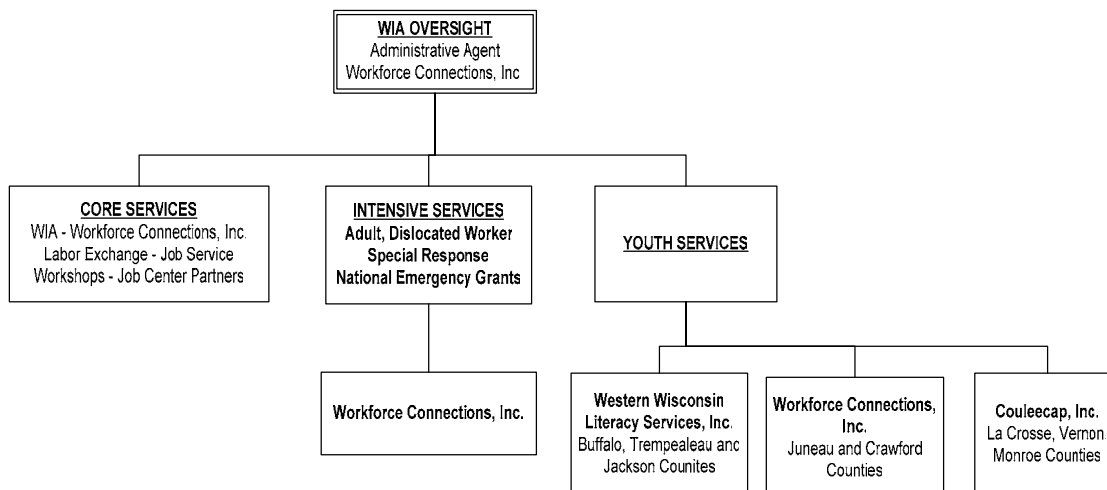 WIA OVERSIGHT
Administrative Agent
Workforce Connections, Inc
CORE SERVICES
WIA - Workforce Connections, Inc.
Labor Exchange - Job Service
Workshops - Job Center Partners
INTENSIVE SERVICES
Adult, Dislocated Worker
Special Response
National Emergency Grants
YOUTH SERVICES
Workforce Connections, Inc.
Western Wisconsin
Literacy Services, Inc.
Buffalo, Trempealeau and
Jackson Counites
Workforce Connections,
Inc.
Juneau and Crawford
Counties
Couleecap, Inc.
La Crosse, Vernon
Monroe Counties